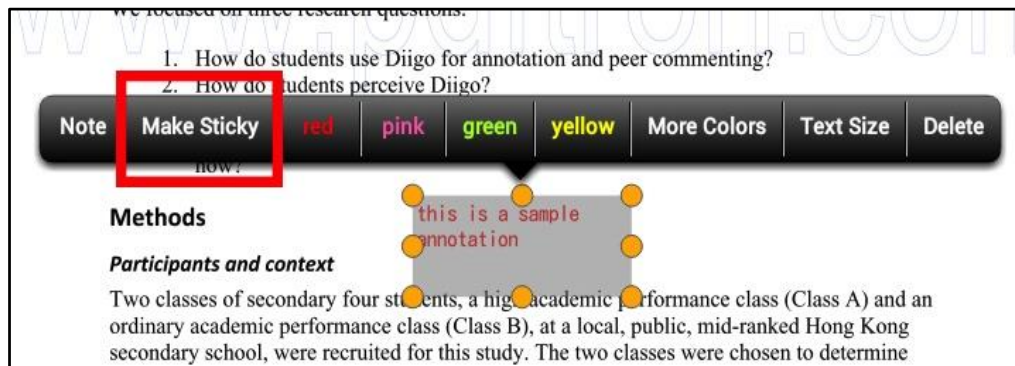 We focused on three research questions:
www.partron.com
1. How do students use Diigo for annotation and peer commenting?
2. How do students perceive Diigo?
Note Make Sticky red pink green yellow More Colors Text Size Delete
now?
Methods
this is a sample
annotation
Participants and context
Two classes of secondary four students, a high academic performance class (Class A) and an
ordinary academic performance class (Class B), at a local, public, mid-ranked Hong Kong
secondary school, were recruited for this study. The two classes were chosen to determine